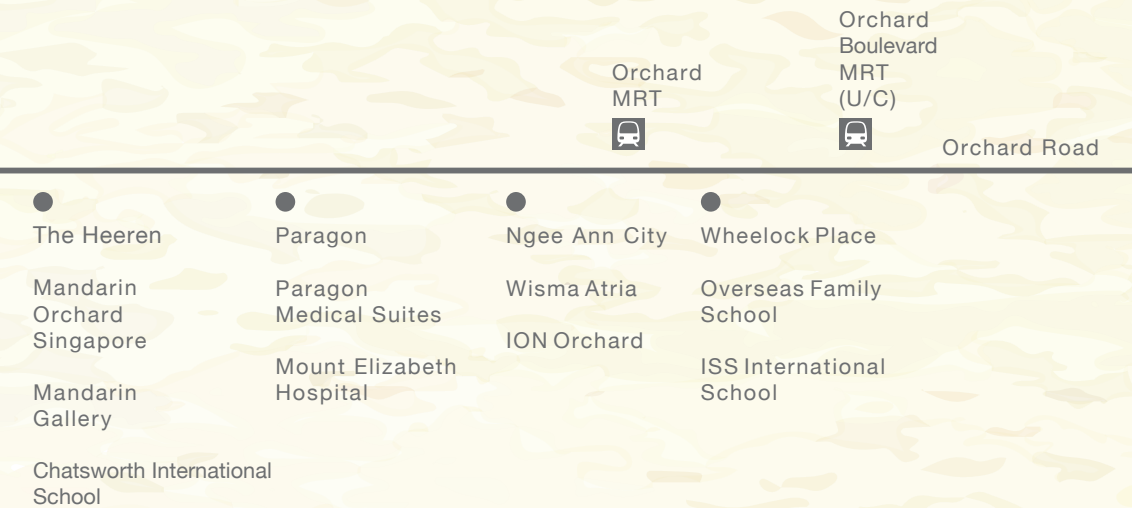 Orchard
MRT
Orchard
Boulevard
MRT
(U/C)
Orchard Road
The Heeren
Mandarin
Orchard
Singapore
Mandarin
Gallery
Chatsworth International
School
Paragon
Paragon
Medical Suites
Mount Elizabeth
Hospital
Ngee Ann City
Wisma Atria
ION Orchard
Wheelock Place
Overseas Family
School
ISS International
School